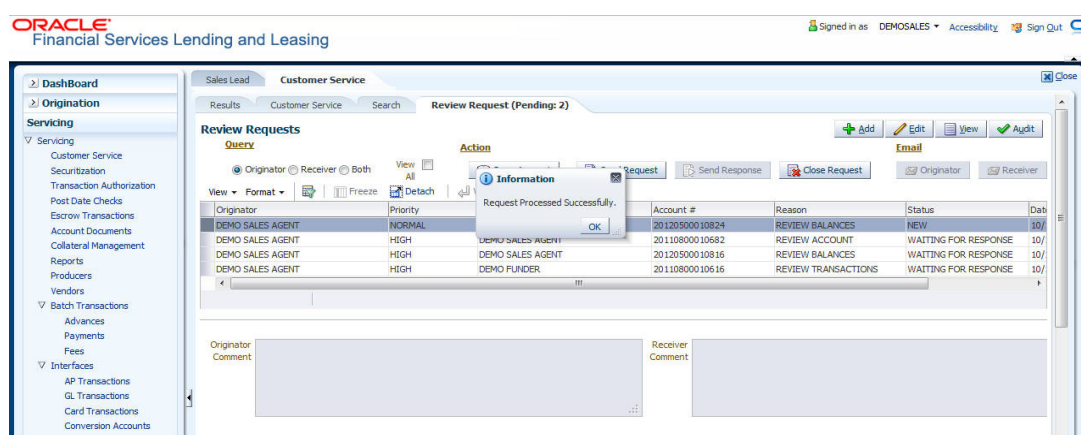 ORACLE
Signed in as DEMOSALES Accessibility Sign Out
Financial Services Lending and Leasing
DashBoard
Origination
Servicing
Servicing
Customer Service
Securitization
Transaction Authorization
Post Date Checks
Escrow Transactions
Account Documents
Collateral Management
Reports
Producers
Vendors
Batch Transactions
Advances
Payments
Fees
Interfaces
AP Transactions
GL Transactions
Card Transactions
Conversion Accounts
Sales Lead Customer Service Close
Results Customer Service Search Review Request (Pending: 2)
Review Requests Add Edit View Audit
Query Action Email
Originator Receiver Both View All Request Send Response Close Request Originator Receiver
View Format Freeze Detach
Information
Request Processed Successfully.
OK
Originator Priority Account # Reason Status Dat
DEMO SALES AGENT NORMAL 20120500010824 REVIEW BALANCES NEW 10/
DEMO SALES AGENT HIGH DEMO SALES AGENT 20110800010682 REVIEW ACCOUNT WAITING FOR RESPONSE 10/
DEMO SALES AGENT HIGH DEMO SALES AGENT 20120500010816 REVIEW BALANCES WAITING FOR RESPONSE 10/
DEMO SALES AGENT HIGH DEMO FUNDER 20110800010616 REVIEW TRANSACTIONS WAITING FOR RESPONSE 10/
Originator Comment
Receiver Comment